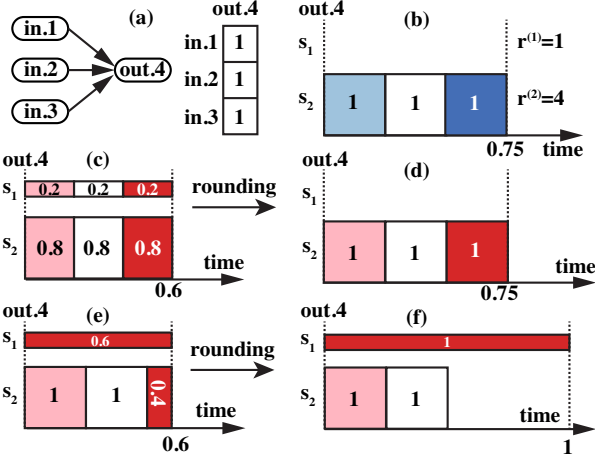 (a)
in.1
in.2
in.3
out.4
out.4
in.1 1
in.2 1
in.3 1
out.4
(b)
s1
r(1)=1
s2
1 1 1
r(2)=4
0.75 time
out.4
(c)
s1
0.2 0.2 0.2
rounding
s2
0.8 0.8 0.8
time
0.6
out.4
(d)
s1
s2
1 1 1
time
0.75
out.4
(e)
s1
0.6
rounding
s2
1 1 0.4
time
0.6
out.4
(f)
s1
1
s2
1 1
time
1